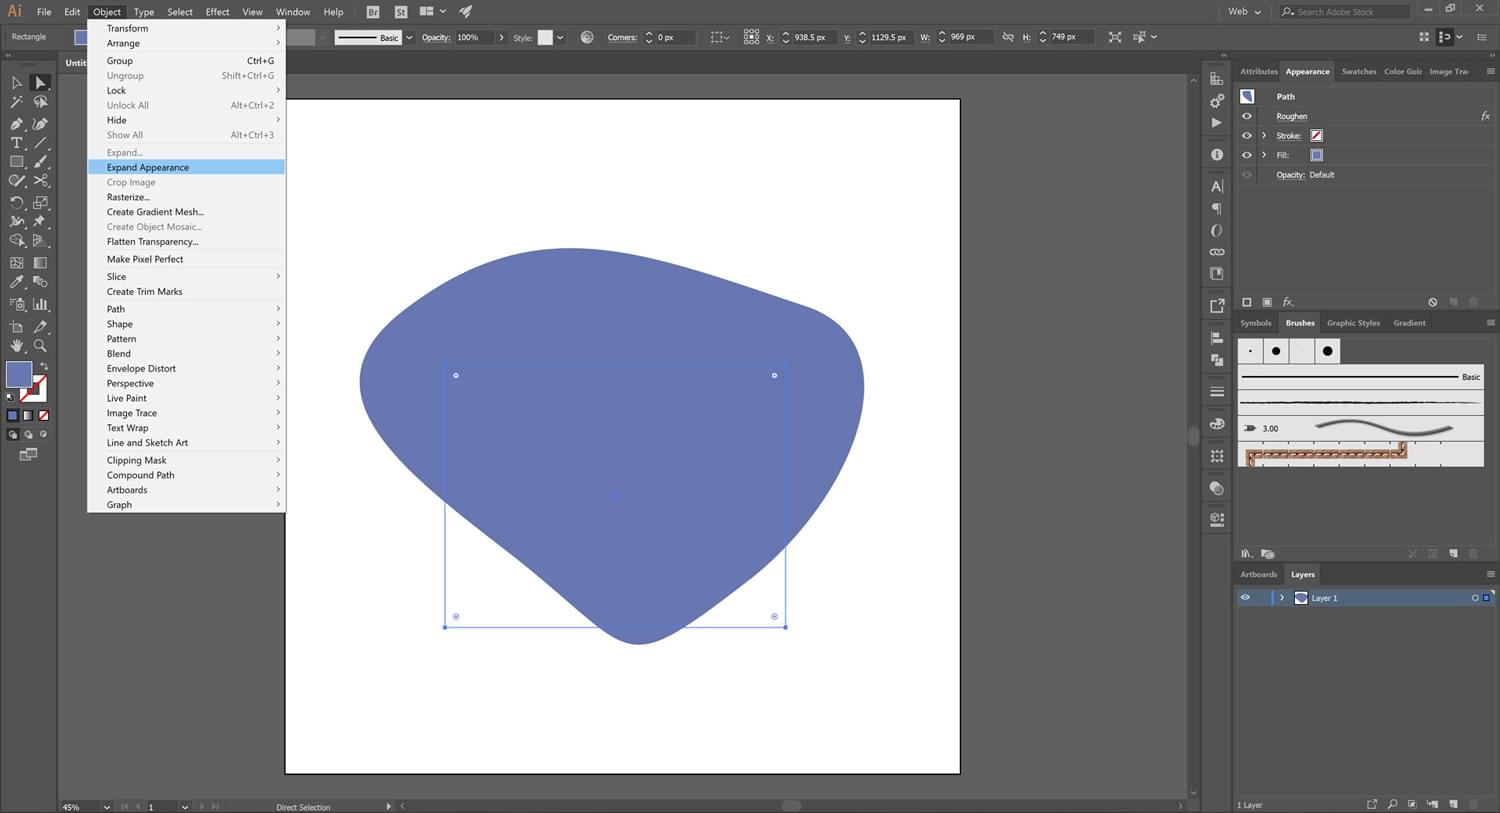 Ai File Edit Object Type Select Effect View Window Help Br St Web Search Adobe Stock
Rectangle Basic Opacity: 100% Style: Corners: 0 px X: 938.5 px Y: 1129.5 px W: 969 px H: 749 px
Untit
Transform
Arrange
Group Ctrl+G
Ungroup Shift+Ctrl+G
Lock
Unlock All Alt+Ctrl+2
Hide
Show All Alt+Ctrl+3
Expand...
Expand Appearance
Crop Image
Rasterize...
Create Gradient Mesh...
Create Object Mosaic...
Flatten Transparency...
Make Pixel Perfect
Slice
Create Trim Marks
Path
Shape
Pattern
Blend
Envelope Distort
Perspective
Live Paint
Image Trace
Text Wrap
Line and Sketch Art
Clipping Mask
Compound Path
Artboards
Graph
Attributes Appearance Swatches Color Guid Image Trac
Path
Roughen fx
Stroke:
Fill:
Opacity: Default
fx.
Symbols Brushes Graphic Styles Gradient
Basic
3.00
Artboards Layers
Layer 1
1 Layer
45% 1 Direct Selection